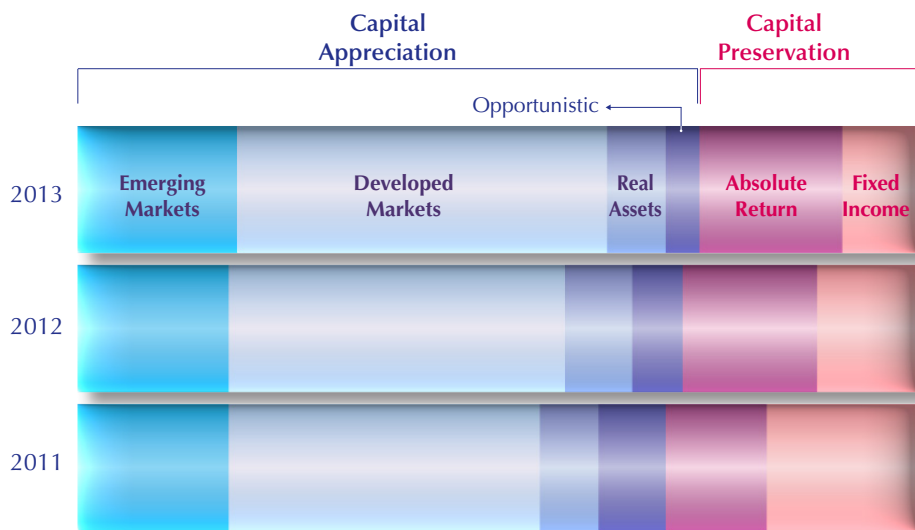 Capital
Appreciation
Capital
Preservation
Opportunistic
2013
Emerging
Markets
Developed
Markets
Real
Assets
Absolute
Return
Fixed
Income
2012
2011